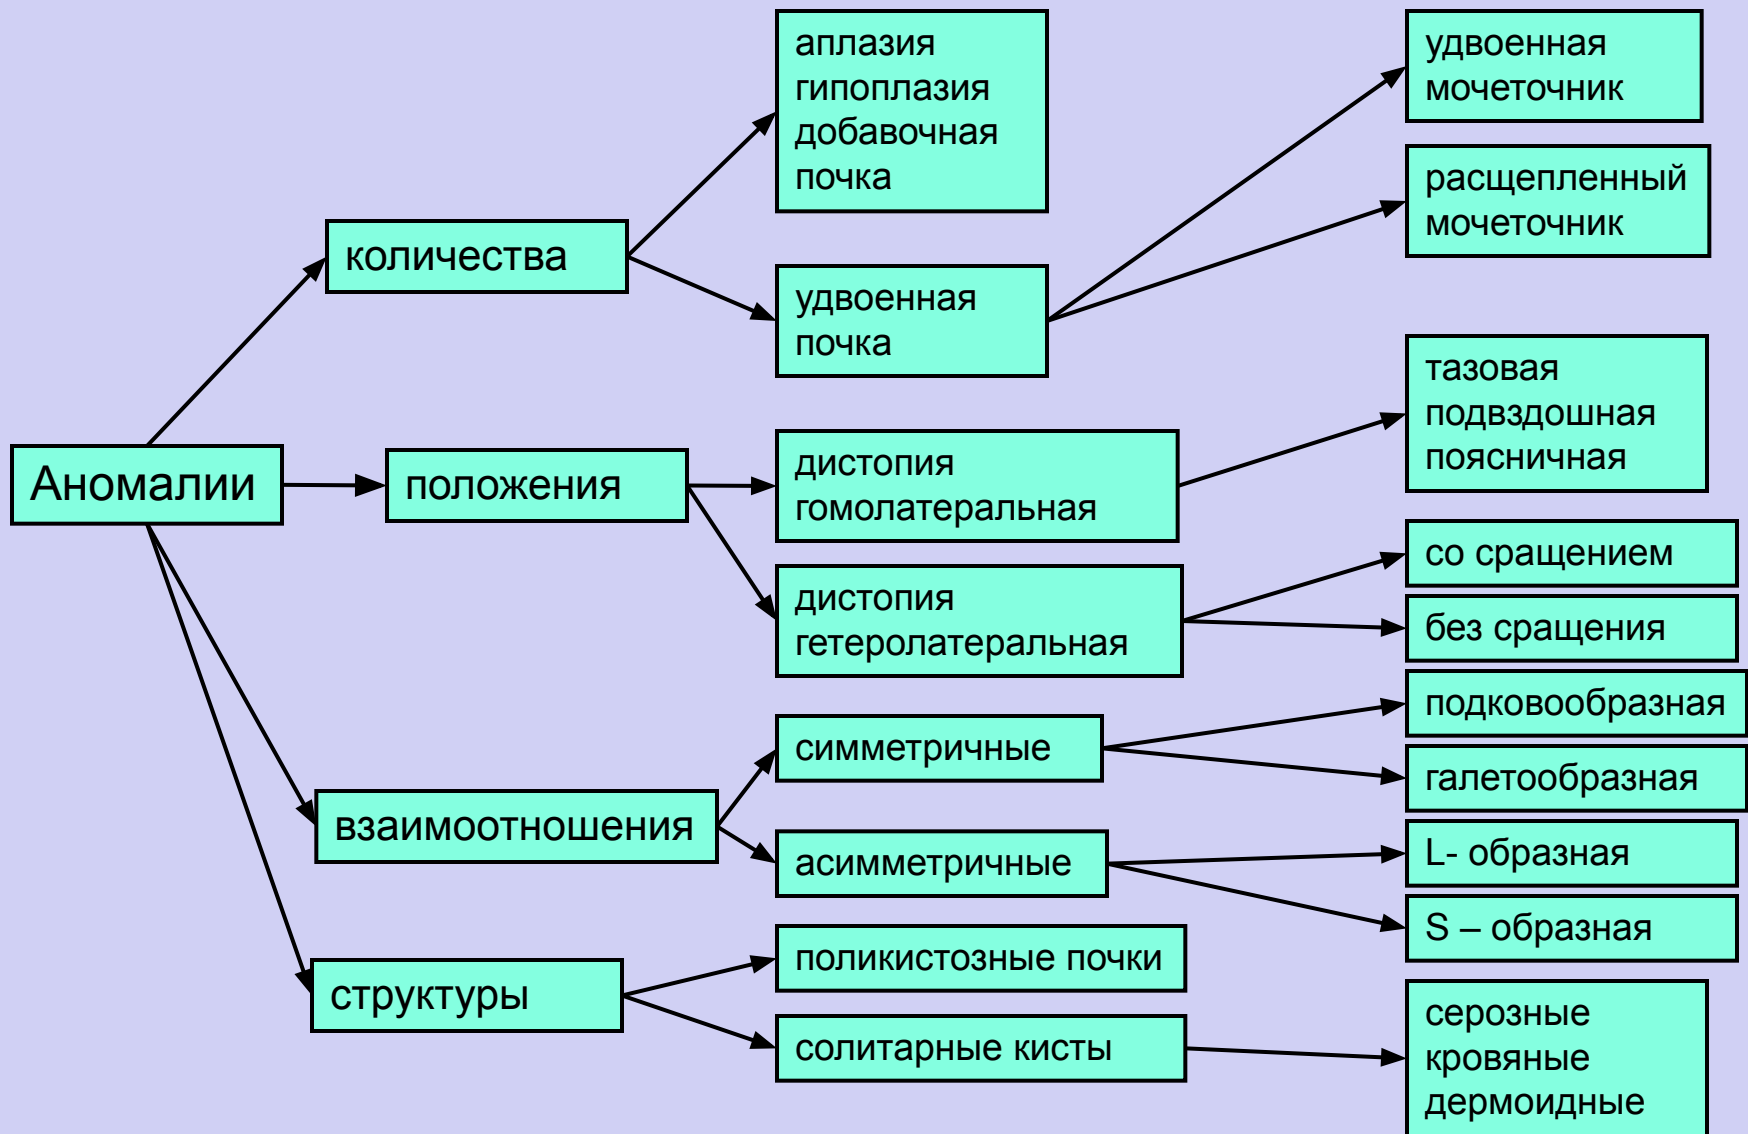 аплазия
гипоплазия
добавочная
почка
удвоенная
мочеточник
расщепленный
мочеточник
количества
удвоенная
почка
тазовая
подвздошная
поясничная
Аномалии
положения
дистопия
гомолатеральная
со сращением
дистопия
гетеролатеральная
без сращения
подковообразная
симметричные
галетообразная
взаимоотношения
асимметричные
L- образная
S – образная
поликистозные почки
структуры
солитарные кисты
серозные
кровяные
дермоидные